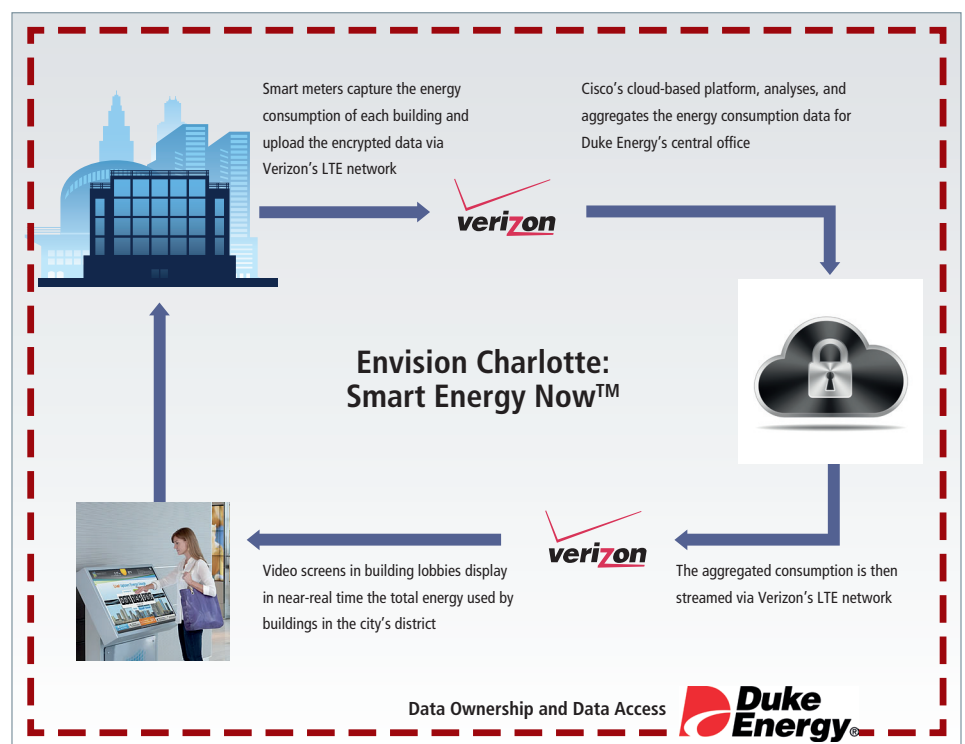 Smart meters capture the energy
consumption of each building and
upload the encrypted data via
Verizon's LTE network
Cisco's cloud-based platform, analyses, and
aggregates the energy consumption data for
Duke Energy's central office
verizon
Envision Charlotte:
Smart Energy Now™
verizon
Video screens in building lobbies display
in near-real time the total energy used by
buildings in the city's district
The aggregated consumption is then
streamed via Verizon's LTE network
Data Ownership and Data Access
Duke
Energy®